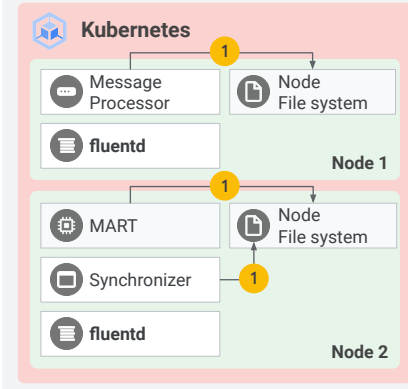 Kubernetes
1
Message
Processor
Node
File system
fluentd
Node 1
1
MART
Node
File system
Synchronizer
1
fluentd
Node 2